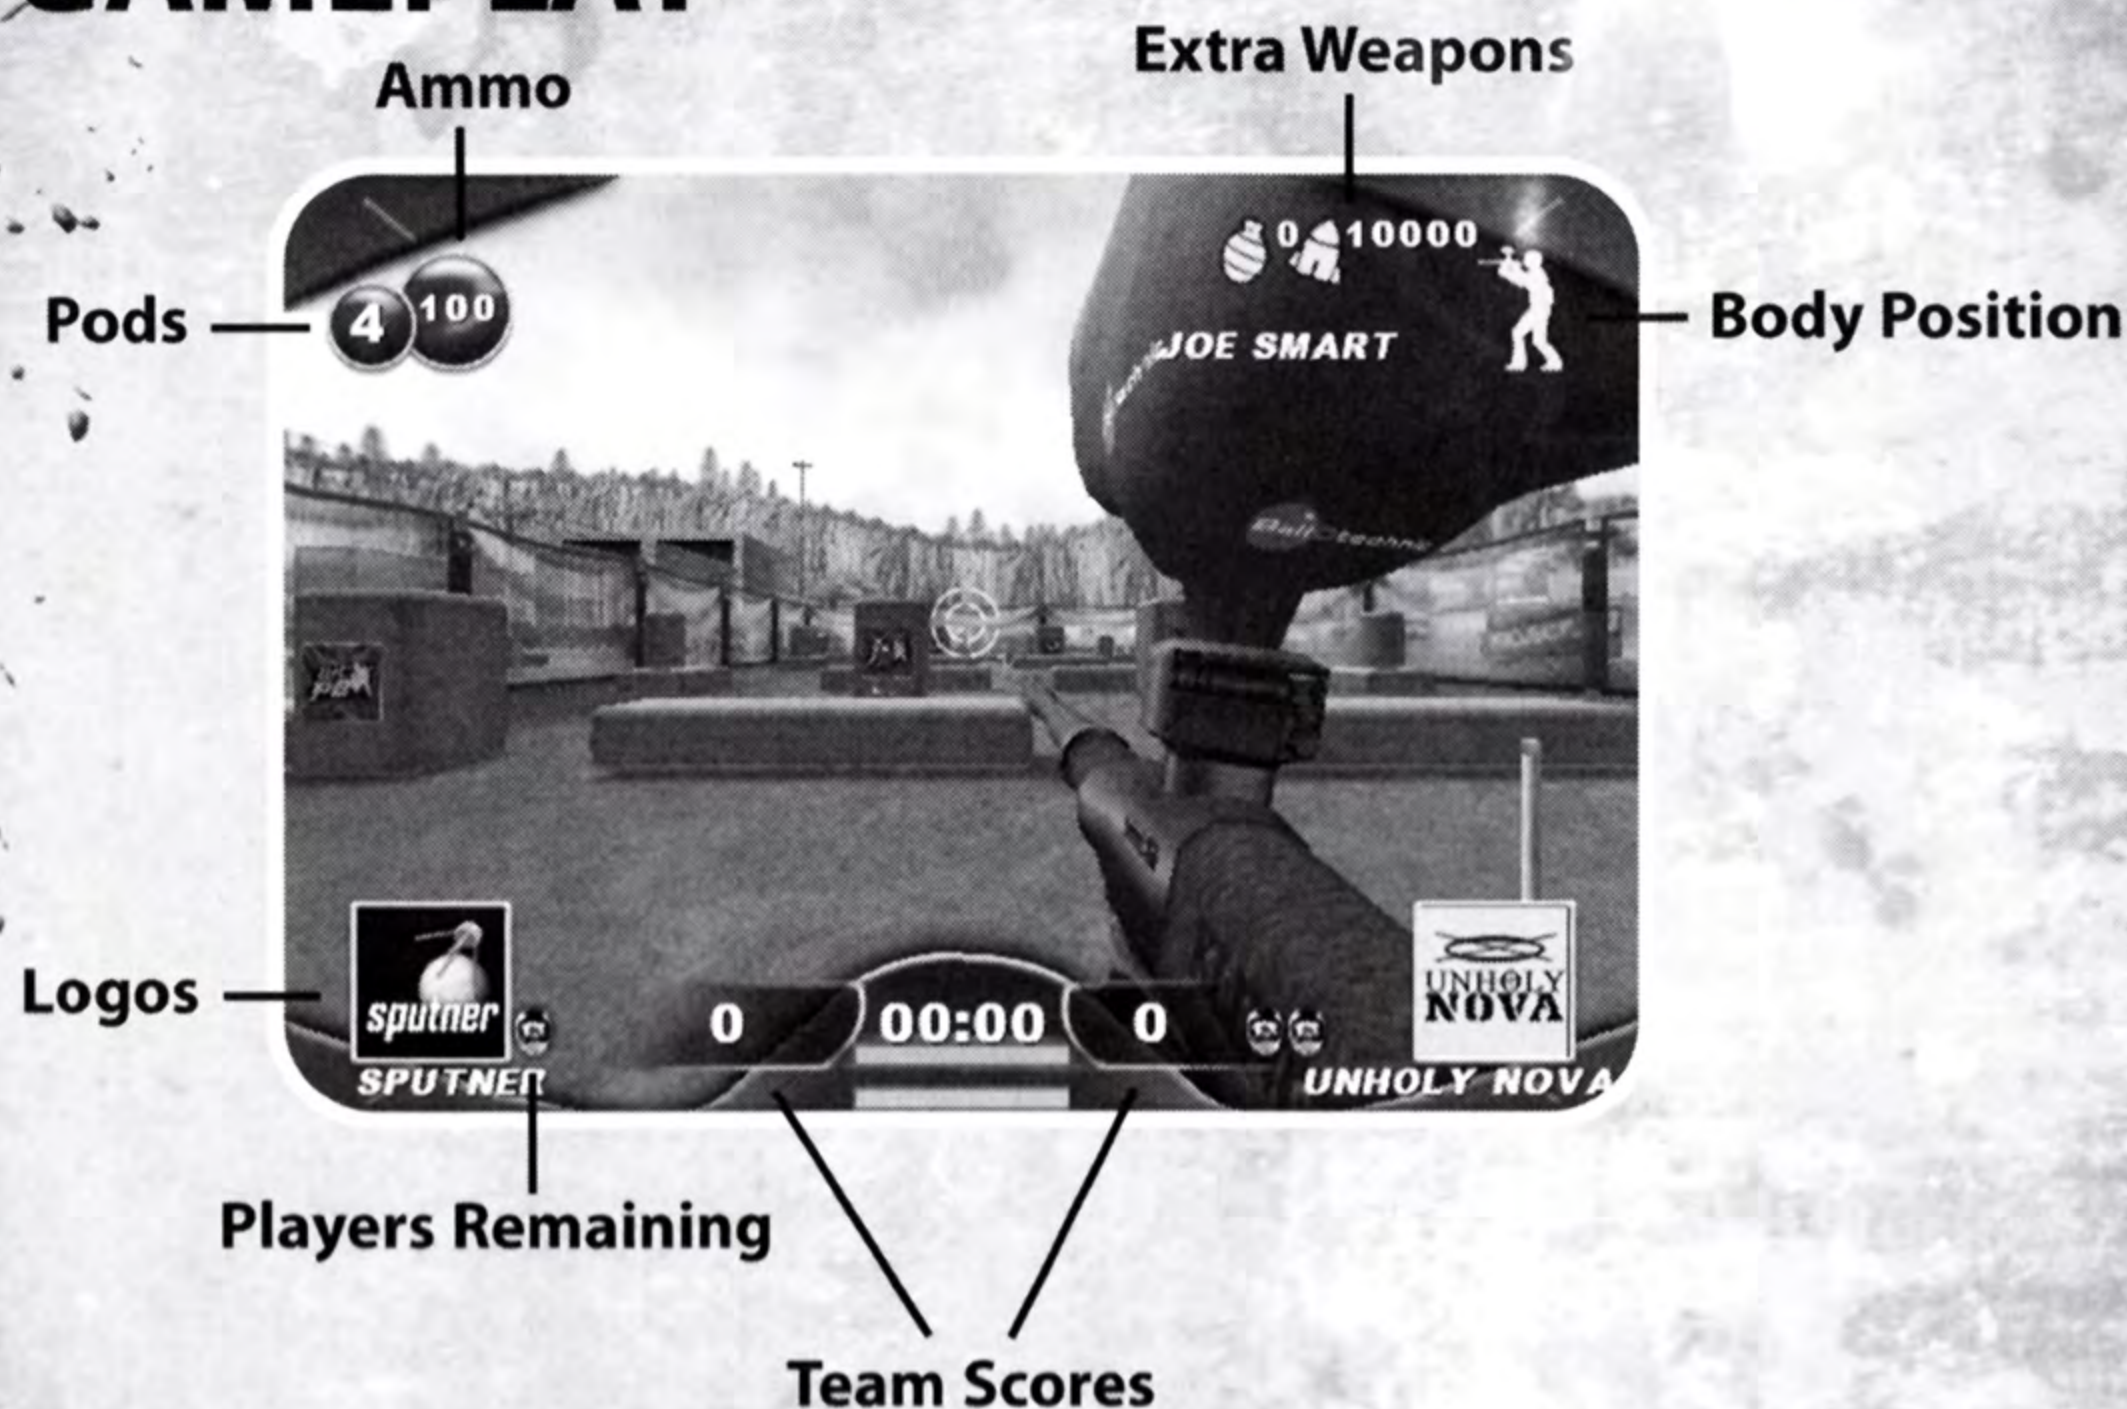 GAMEPLAY
Ammo
Extra Weapons
Pods
4
100
0
10000
JOE SMART
Body Position
Logos
sputner
SPUTNER
0
00:00
0
UNHOLY
NOVA
UNHOLY NOVA
Players Remaining
Team Scores